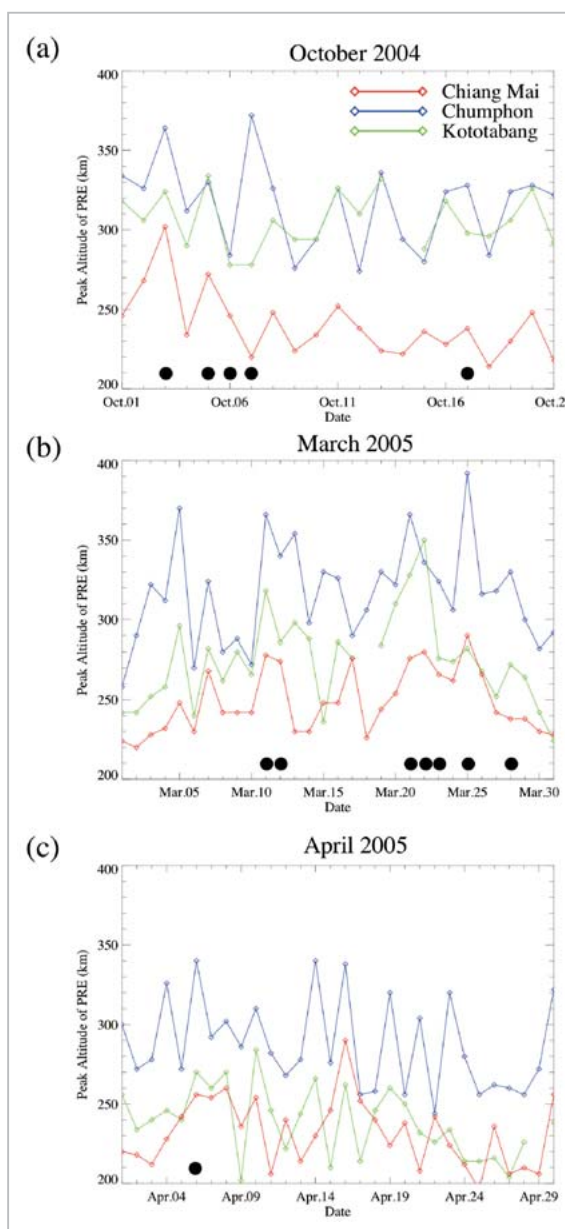 (a)
October 2004
400
350
300
250
200
Peak Altitude of PRE (km)
Chiang Mai
Chumphon
Kototabang
Oct.01 Oct.06 Oct.11 Oct.16 Oct.2
Date
(b)
March 2005
400
350
300
250
200
Peak Altitude of PRE (km)
Mar.05 Mar.10 Mar.15 Mar.20 Mar.25 Mar.30
Date
(c)
April 2005
400
350
300
250
200
Peak Altitude of PRE (km)
Apr.04 Apr.09 Apr.14 Apr.19 Apr.24 Apr.29
Date